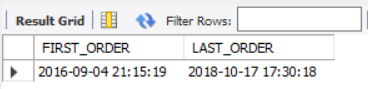 Result Grid Filter Rows:
FIRST_ORDER LAST_ORDER
2016-09-04 21:15:19 2018-10-17 17:30:18